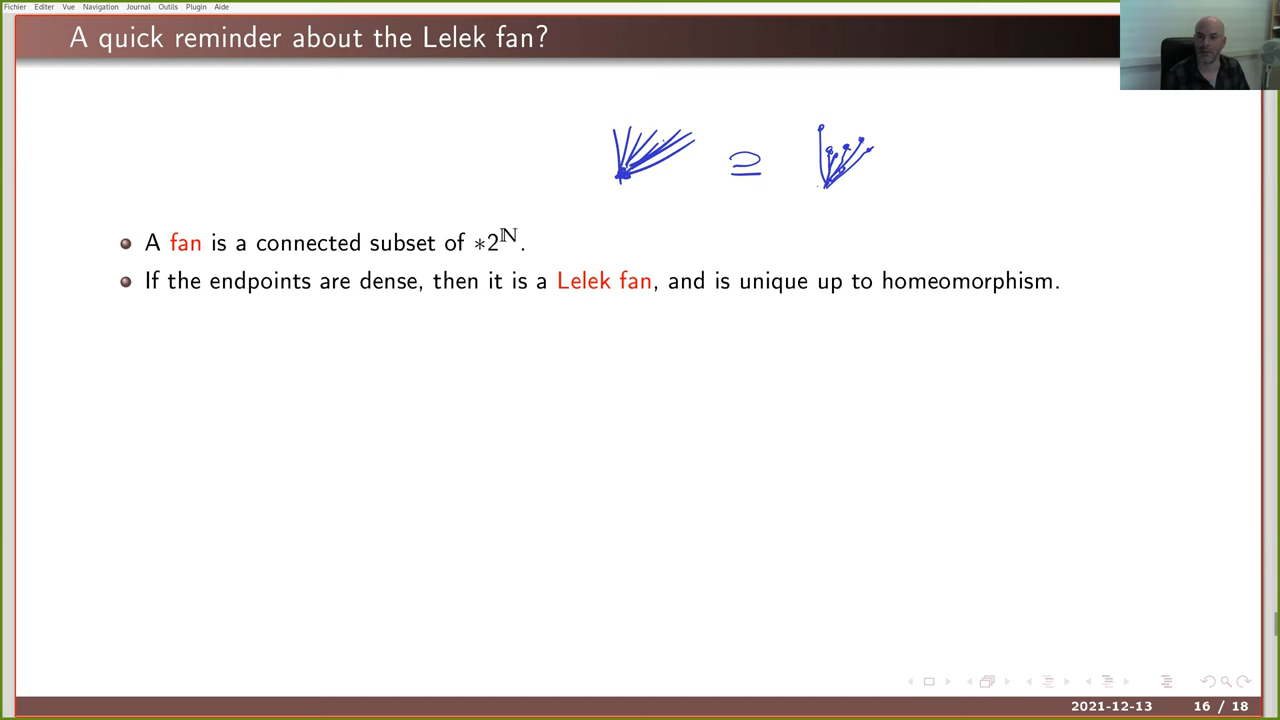 Fichier Editer Vue Navigation Journal Outils Plugin Aide
A quick reminder about the Lelek fan?
⊇
A fan is a connected subset of ∗2^ℕ.
If the endpoints are dense, then it is a Lelek fan, and is unique up to homeomorphism.
2021-12-13 16 / 18